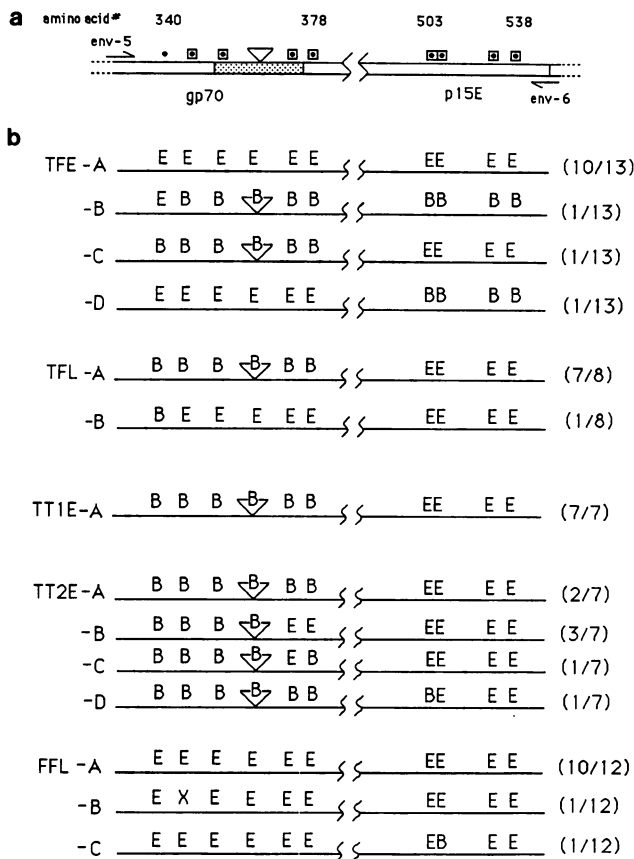 a amino acid# 340 378 503 538
env-5
gp70 p15E env-6
b
TFE-A E E E E E E EE E E (10/13)
-B E B B B B B BB B B (1/13)
-C B B B B B B EE E E (1/13)
-D E E E E E E BB B B (1/13)
TFL-A B B B B B B EE E E (7/8)
-B B E E E E E EE E E (1/8)
TT1E-A B B B B B B EE E E (7/7)
TT2E-A B B B B B B EE E E (2/7)
-B B B B B E E EE E E (3/7)
-C B B B B E B EE E E (1/7)
-D B B B B B B BE E E (1/7)
FFL-A E E E E E E EE E E (10/12)
-B E X E E E E EE E E (1/12)
-C E E E E E E EB E E (1/12)